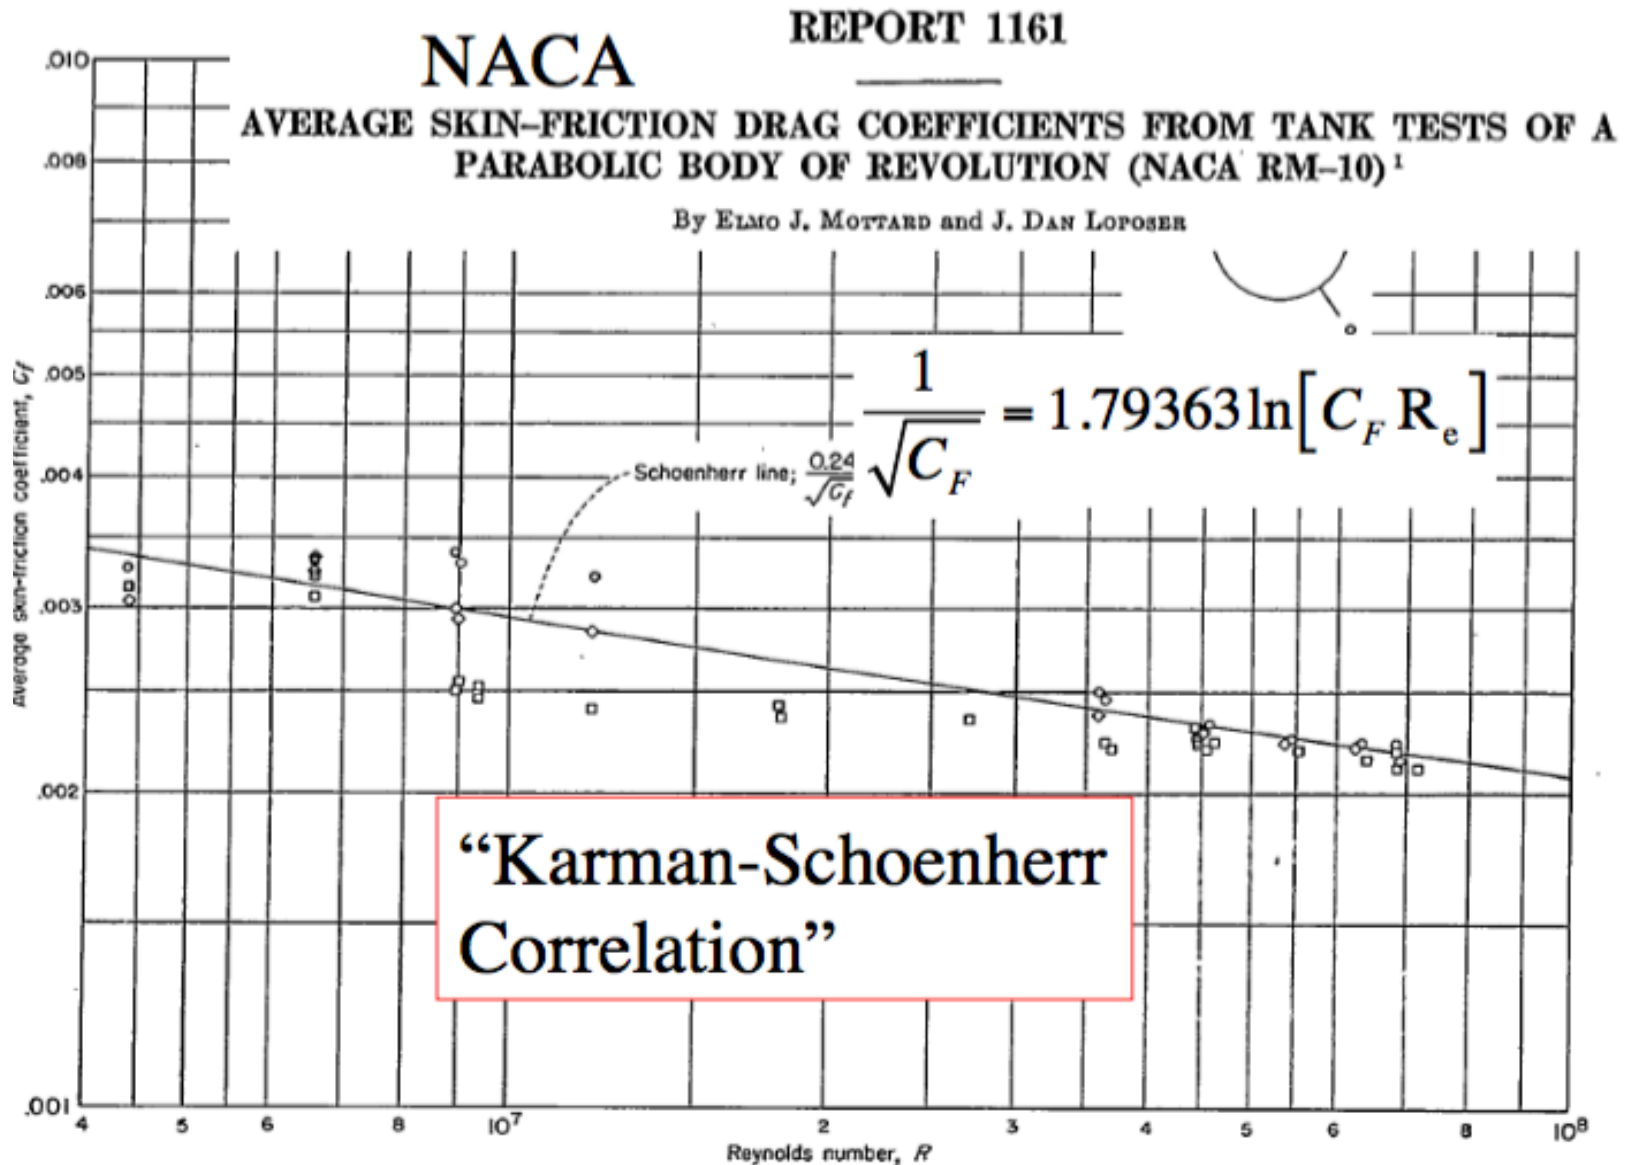 REPORT 1161
NACA
AVERAGE SKIN–FRICTION DRAG COEFFICIENTS FROM TANK TESTS OF A
PARABOLIC BODY OF REVOLUTION (NACA RM–10) ¹
By ELMO J. MOTTARD and J. DAN LOPOSER
.010
.008
.006
.005
.004
.003
.002
.001
Average skin-friction coefficient, Cf
1/√C_F = 1.79363 ln[C_F R_e]
Schoenherr line; 0.24/√Cf
“Karman-Schoenherr
Correlation”
4 5 6 8 10⁷ 2 3 4 5 6 8 10⁸
Reynolds number, R